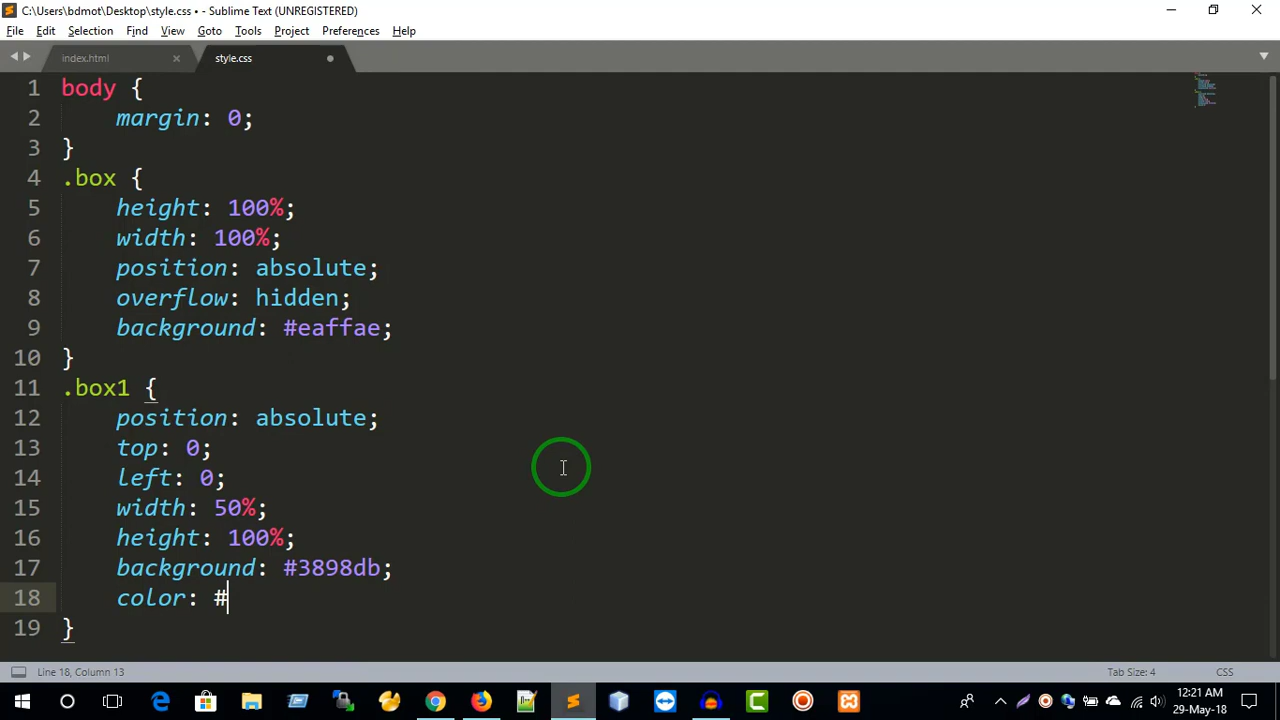 C:\Users\bdmot\Desktop\style.css • - Sublime Text (UNREGISTERED)
File Edit Selection Find View Goto Tools Project Preferences Help
index.html style.css
1 body {
2 margin: 0;
3 }
4 .box {
5 height: 100%;
6 width: 100%;
7 position: absolute;
8 overflow: hidden;
9 background: #eaffae;
10 }
11 .box1 {
12 position: absolute;
13 top: 0;
14 left: 0;
15 width: 50%;
16 height: 100%;
17 background: #3898db;
18 color: #
19 }
Line 18, Column 13 Tab Size: 4 CSS
12:21 AM
29-May-18